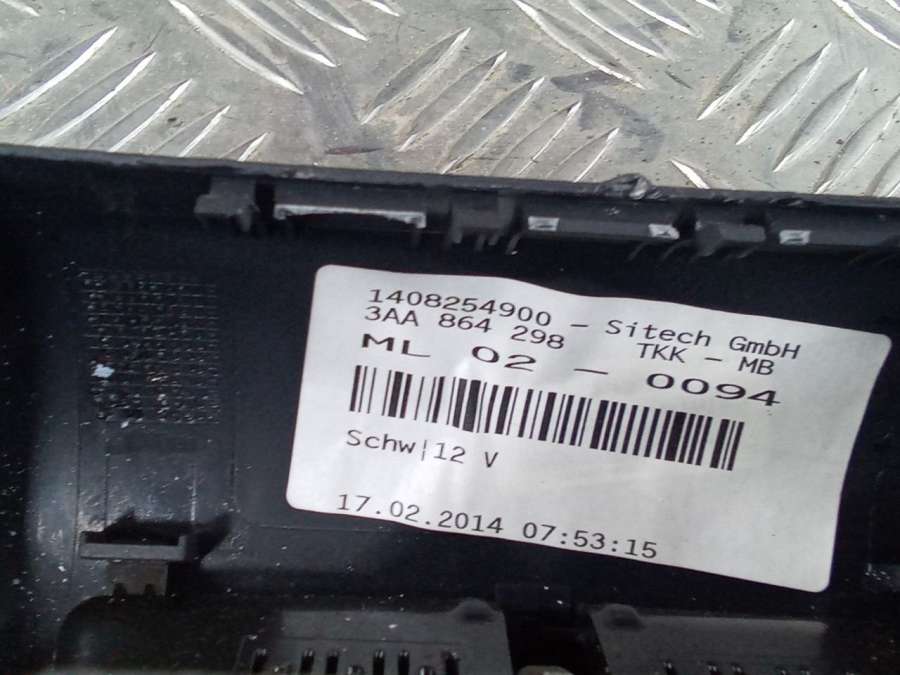 1408254900 - Sitech GmbH
3AA 864 298 TKK - MB
ML 02 - 0094
Schw¦12 V
17.02.2014 07:53:15